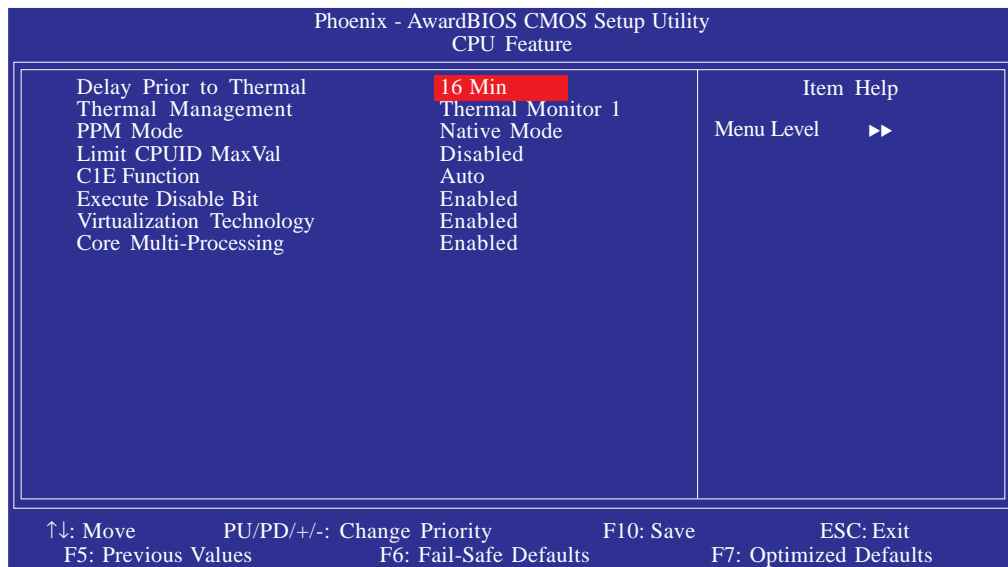 Phoenix - AwardBIOS CMOS Setup Utility
CPU Feature
Delay Prior to Thermal 16 Min
Thermal Management Thermal Monitor 1
PPM Mode Native Mode
Limit CPUID MaxVal Disabled
C1E Function Auto
Execute Disable Bit Enabled
Virtualization Technology Enabled
Core Multi-Processing Enabled
Item Help
Menu Level ▶▶
↑↓: Move PU/PD/+/-: Change Priority F10: Save ESC: Exit
F5: Previous Values F6: Fail-Safe Defaults F7: Optimized Defaults